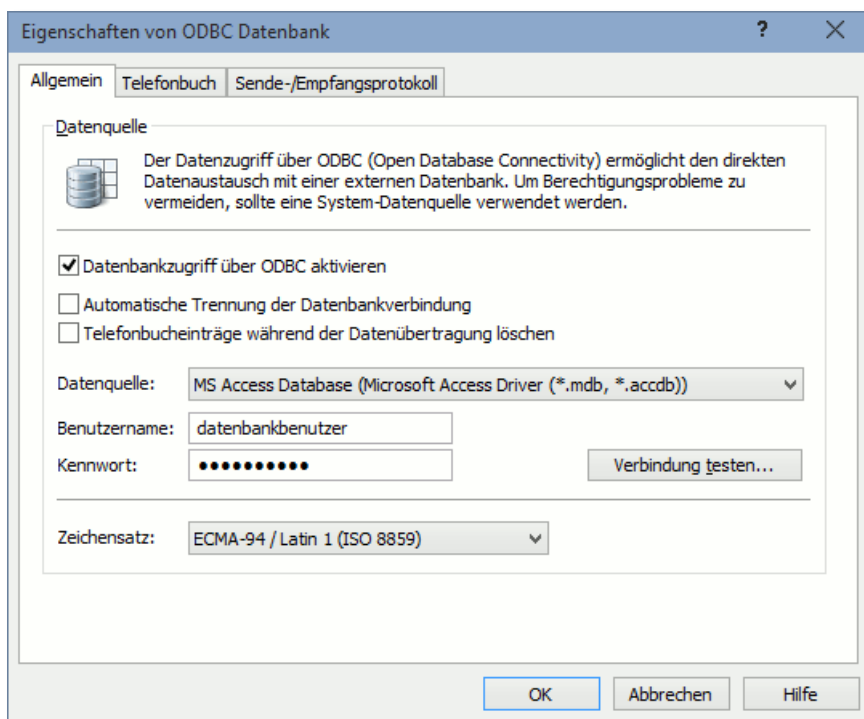 Eigenschaften von ODBC Datenbank
?
Allgemein Telefonbuch Sende-/Empfangsprotokoll
Datenquelle
Der Datenzugriff über ODBC (Open Database Connectivity) ermöglicht den direkten
Datenaustausch mit einer externen Datenbank. Um Berechtigungsprobleme zu
vermeiden, sollte eine System-Datenquelle verwendet werden.
Datenbankzugriff über ODBC aktivieren
Automatische Trennung der Datenbankverbindung
Telefonbucheinträge während der Datenübertragung löschen
Datenquelle: MS Access Database (Microsoft Access Driver (*.mdb, *.accdb))
Benutzername: datenbankbenutzer
Kennwort: ●●●●●●●●●● Verbindung testen...
Zeichensatz: ECMA-94 / Latin 1 (ISO 8859)
OK Abbrechen Hilfe